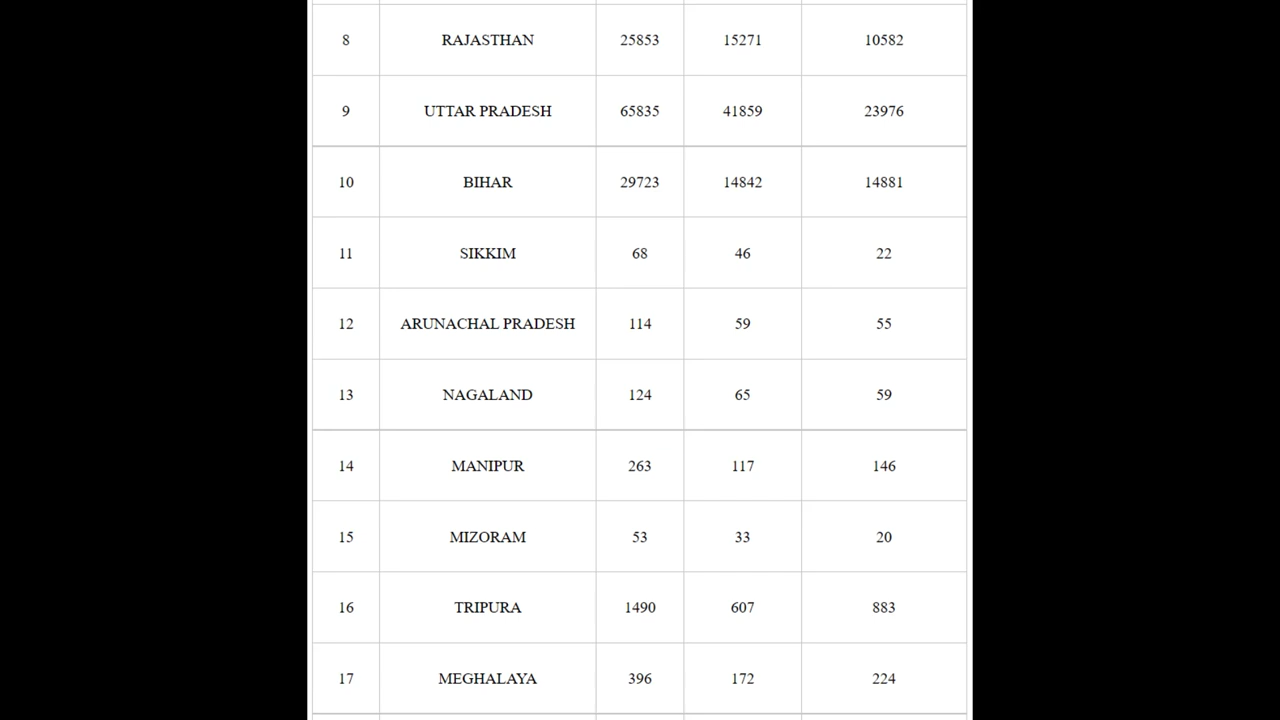 8 RAJASTHAN 25853 15271 10582
9 UTTAR PRADESH 65835 41859 23976
10 BIHAR 29723 14842 14881
11 SIKKIM 68 46 22
12 ARUNACHAL PRADESH 114 59 55
13 NAGALAND 124 65 59
14 MANIPUR 263 117 146
15 MIZORAM 53 33 20
16 TRIPURA 1490 607 883
17 MEGHALAYA 396 172 224